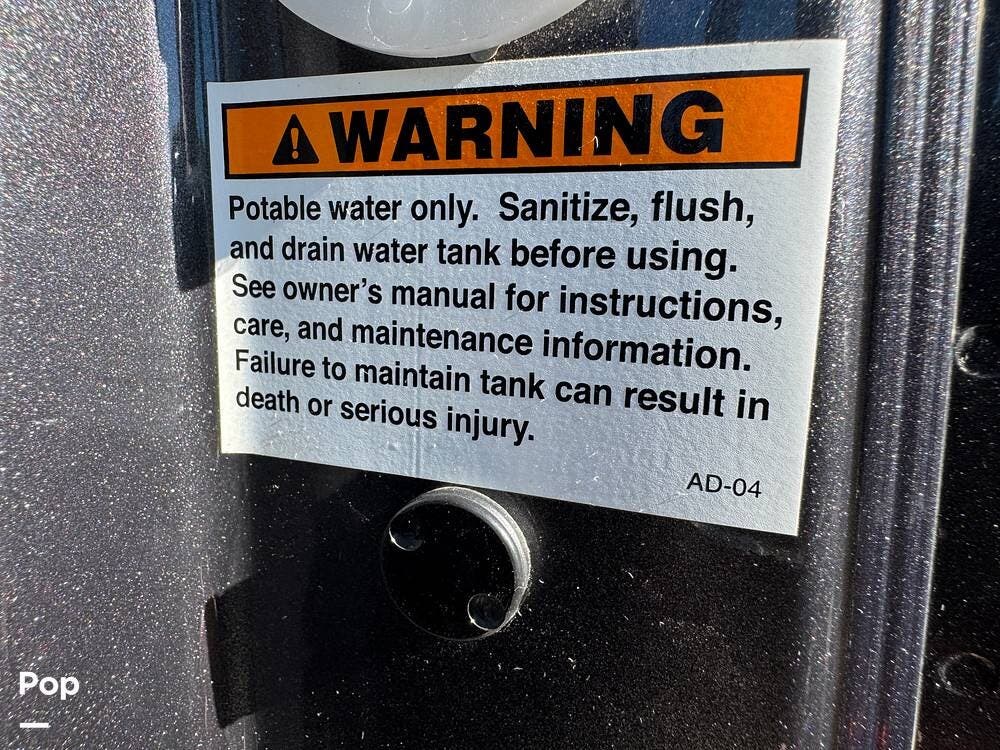 WARNING
Potable water only. Sanitize, flush,
and drain water tank before using.
See owner's manual for instructions,
care, and maintenance information.
Failure to maintain tank can result in
death or serious injury.
AD-04
Pop